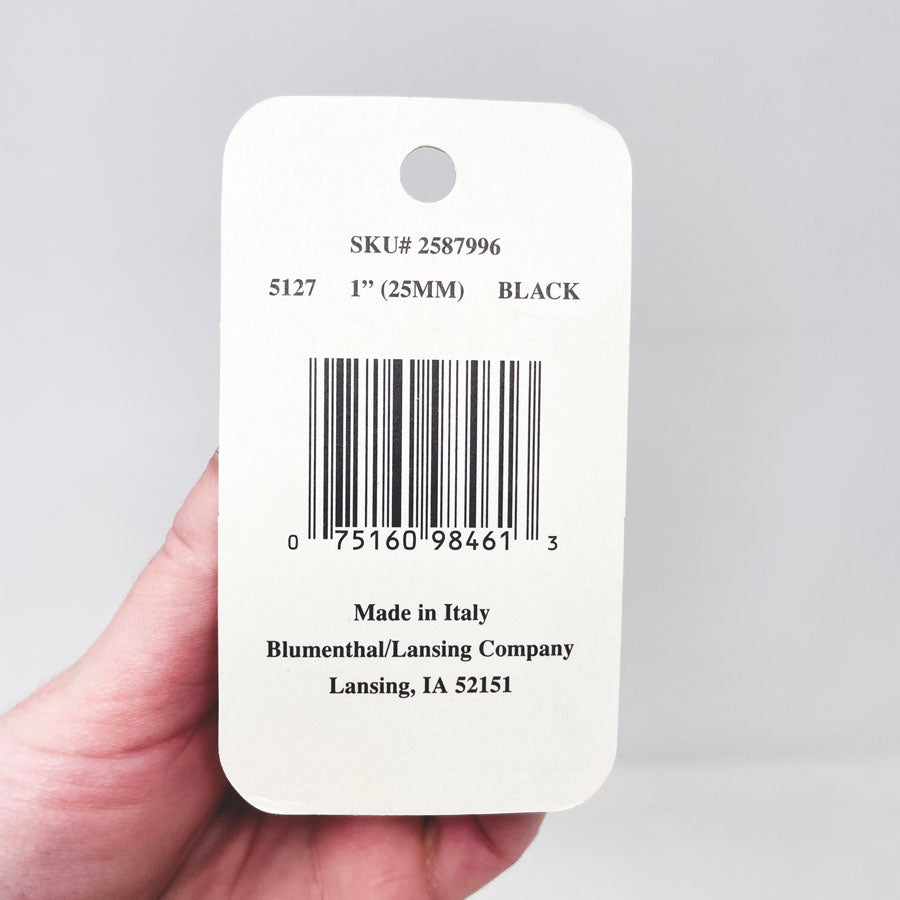 SKU# 2587996
5127 1” (25MM) BLACK
0 75160 98461 3
Made in Italy
Blumenthal/Lansing Company
Lansing, IA 52151